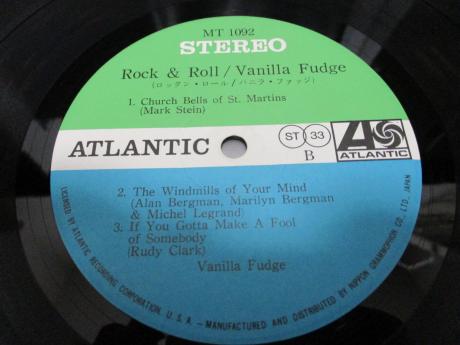 MT 1092
STEREO
Rock & Roll / Vanilla Fudge
(ロックン・ロール / バニラ・ファッジ)
1. Church Bells of St. Martins
(Mark Stein)
ATLANTIC
ST 33
B
ATLANTIC
2. The Windmills of Your Mind
(Alan Bergman, Marilyn Bergman
& Michel Legrand)
3. If You Gotta Make A Fool
of Somebody
(Rudy Clark)
Vanilla Fudge
LICENSED BY ATLANTIC RECORDING CORPORATION, U.S.A. - MANUFACTURED AND DISTRIBUTED BY NIPPON GRAMMOPHON CO., LTD., JAPAN